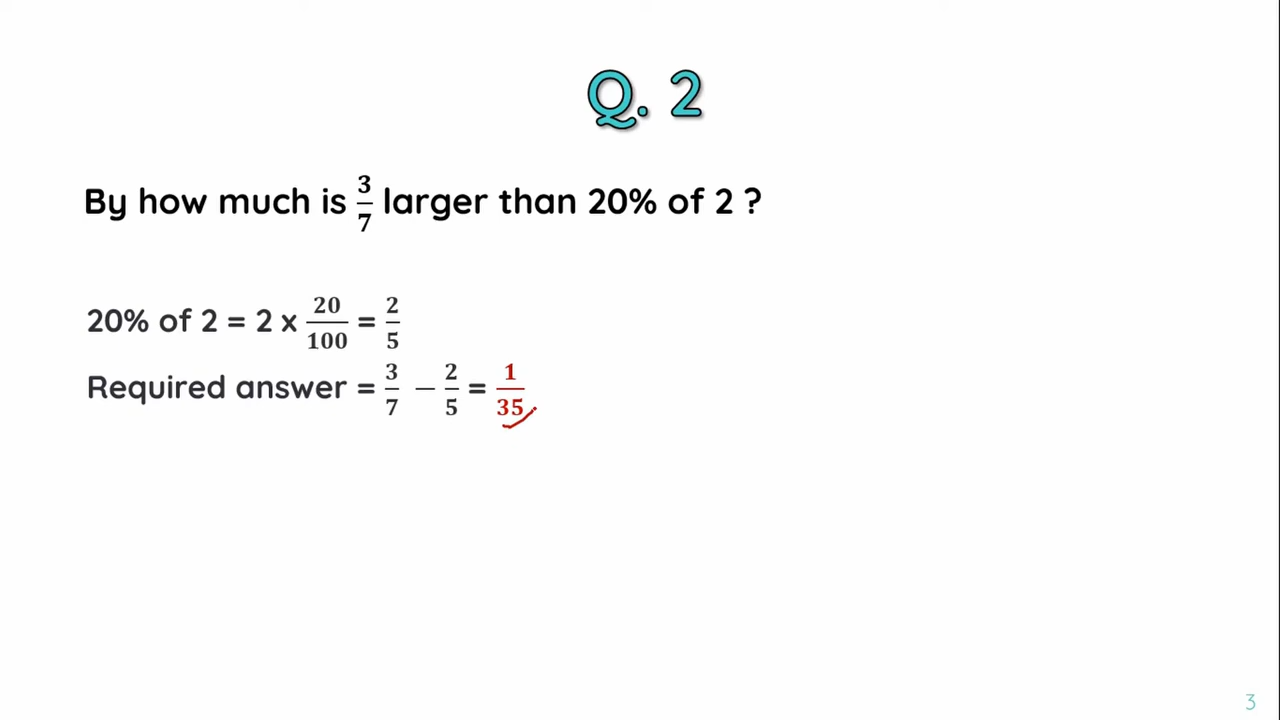 Q. 2
By how much is 3/7 larger than 20% of 2 ?
20% of 2 = 2 x 20/100 = 2/5
Required answer = 3/7 − 2/5 = 1/35
3